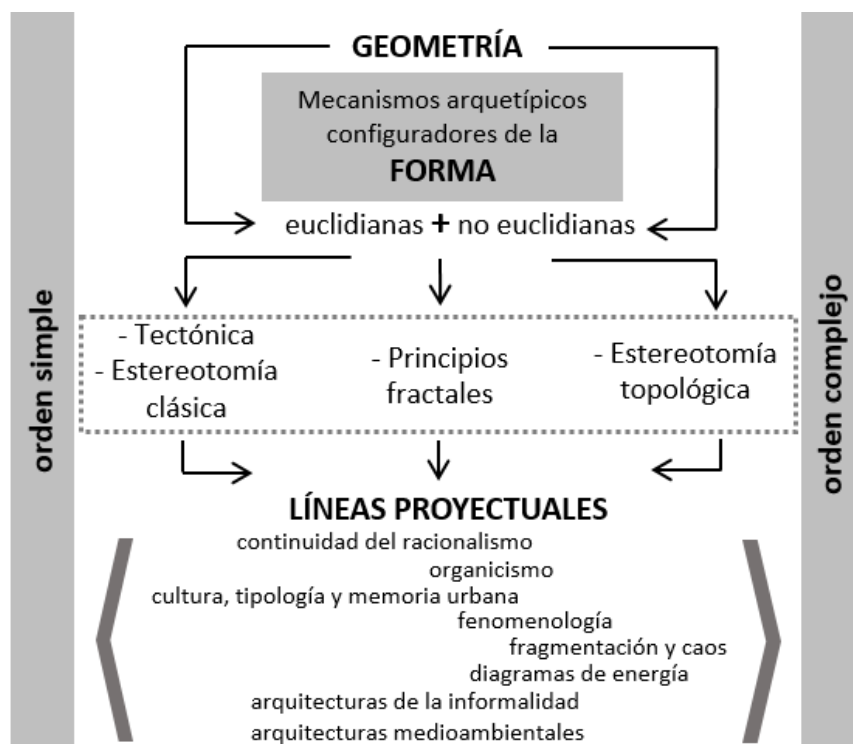 GEOMETRÍA
Mecanismos arquetípicos
configuradores de la
FORMA
euclidianas + no euclidianas
orden simple
- Tectónica
- Estereotomía
clásica
- Principios
fractales
- Estereotomía
topológica
orden complejo
LÍNEAS PROYECTUALES
continuidad del racionalismo
organicismo
cultura, tipología y memoria urbana
fenomenología
fragmentación y caos
diagramas de energía
arquitecturas de la informalidad
arquitecturas medioambientales